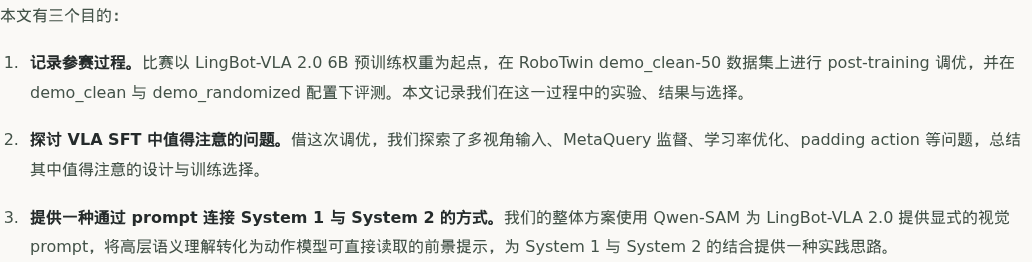 本文有三个目的：
1. 记录参赛过程。比赛以 LingBot-VLA 2.0 6B 预训练权重为起点，在 RoboTwin demo_clean-50 数据集上进行 post-training 调优，并在
demo_clean 与 demo_randomized 配置下评测。本文记录我们在这一过程中的实验、结果与选择。
2. 探讨 VLA SFT 中值得注意的问题。借这次调优，我们探索了多视角输入、MetaQuery 监督、学习率优化、padding action 等问题，总结
其中值得注意的设计与训练选择。
3. 提供一种通过 prompt 连接 System 1 与 System 2 的方式。我们的整体方案使用 Qwen-SAM 为 LingBot-VLA 2.0 提供显式的视觉
prompt，将高层语义理解转化为动作模型可直接读取的前景提示，为 System 1 与 System 2 的结合提供一种实践思路。